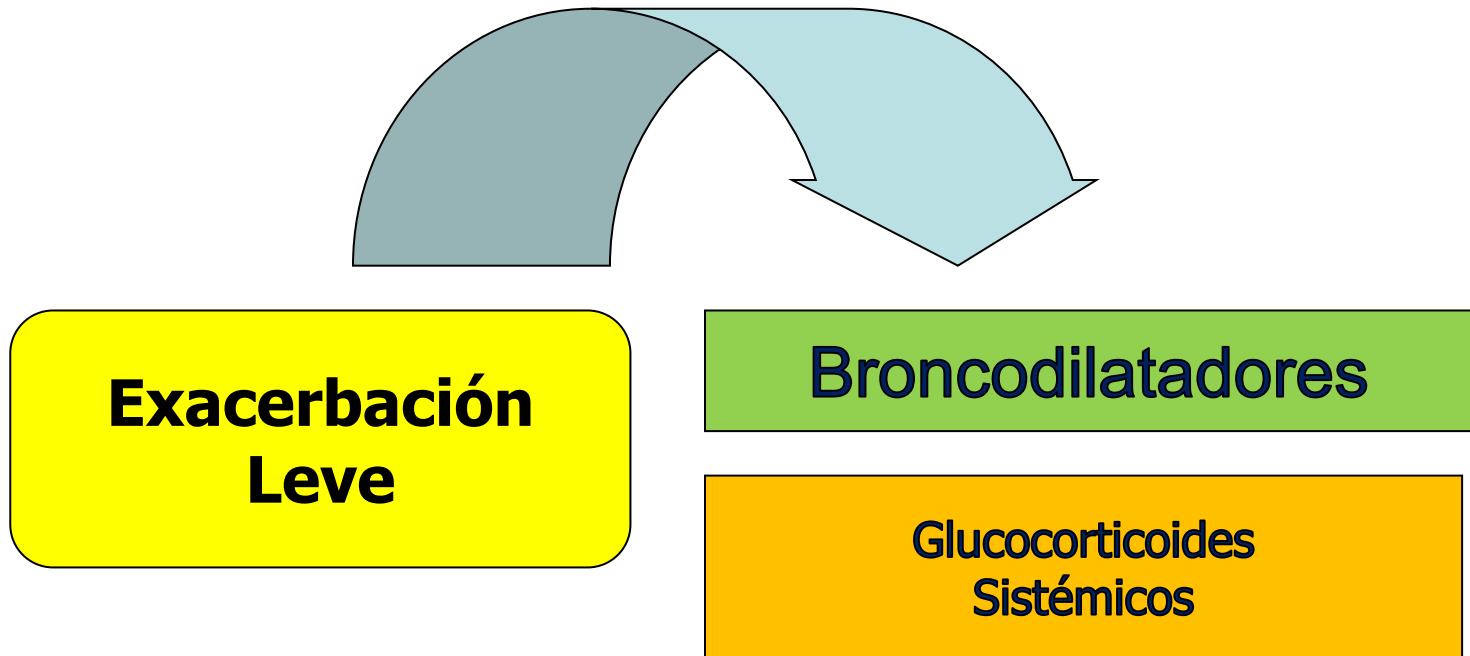 Exacerbación
Leve
Broncodilatadores
Glucocorticoides
Sistémicos